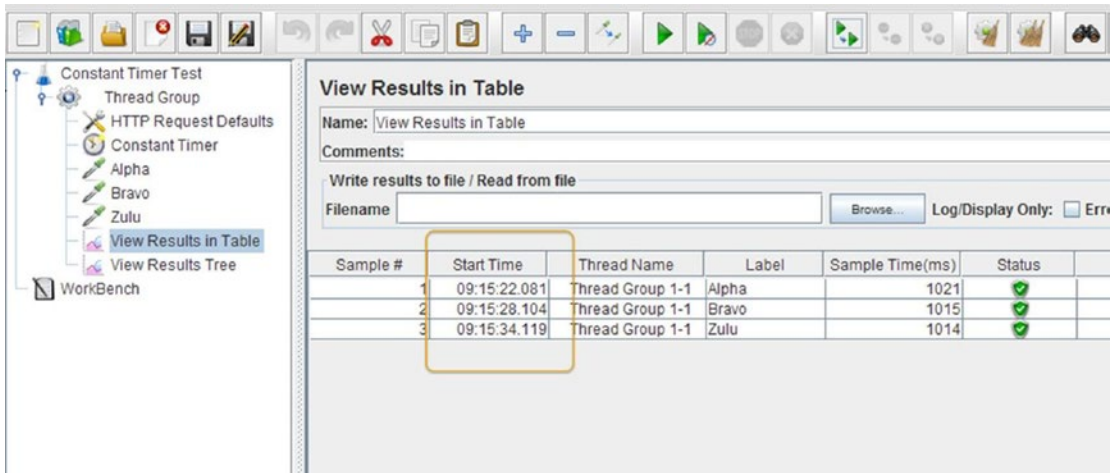 Constant Timer Test
Thread Group
HTTP Request Defaults
Constant Timer
Alpha
Bravo
Zulu
View Results in Table
View Results Tree
WorkBench
View Results in Table
Name: View Results in Table
Comments:
Write results to file / Read from file
Filename Browse... Log/Display Only: Erro
Sample # Start Time Thread Name Label Sample Time(ms) Status
1 09:15:22.081 Thread Group 1-1 Alpha 1021
2 09:15:28.104 Thread Group 1-1 Bravo 1015
3 09:15:34.119 Thread Group 1-1 Zulu 1014